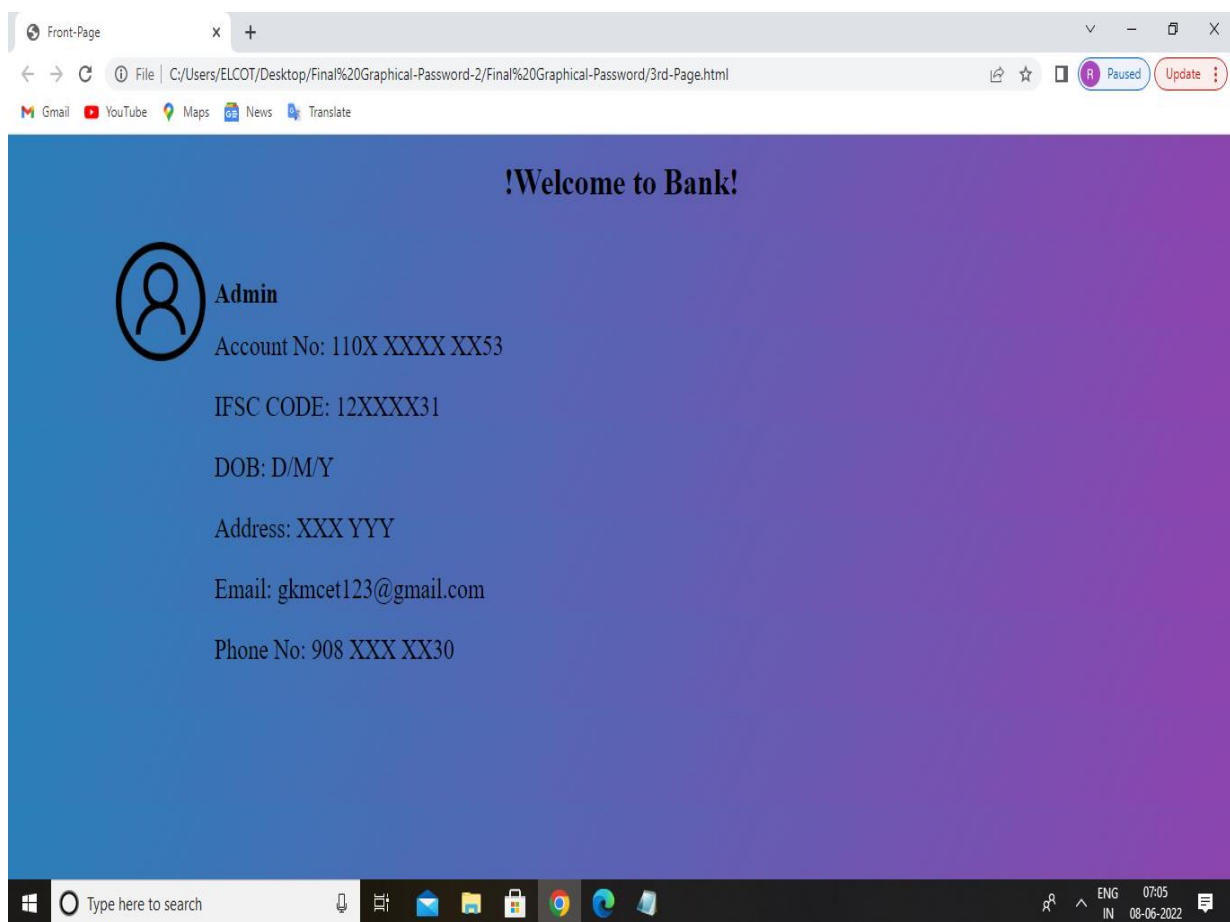 Front-Page
File | C:/Users/ELCOT/Desktop/Final%20Graphical-Password-2/Final%20Graphical-Password/3rd-Page.html
R Paused Update
Gmail YouTube Maps GE News Translate
!Welcome to Bank!
Admin
Account No: 110X XXXX XX53
IFSC CODE: 12XXXX31
DOB: D/M/Y
Address: XXX YYY
Email: gkmcet123@gmail.com
Phone No: 908 XXX XX30
Type here to search
ENG 07:05
IN 08-06-2022